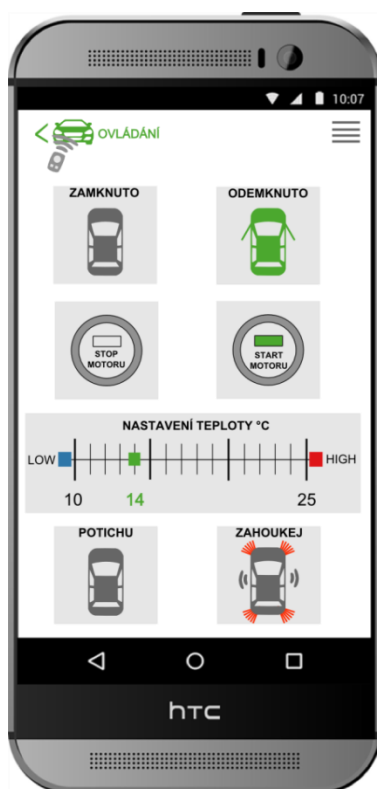 10:07
< OVLÁDÁNÍ
ZAMKNUTO
ODEMKNUTO
STOP
MOTORU
START
MOTORU
NASTAVENÍ TEPLOTY °C
LOW
HIGH
10
14
25
POTICHU
ZAHOUKEJ
hTC